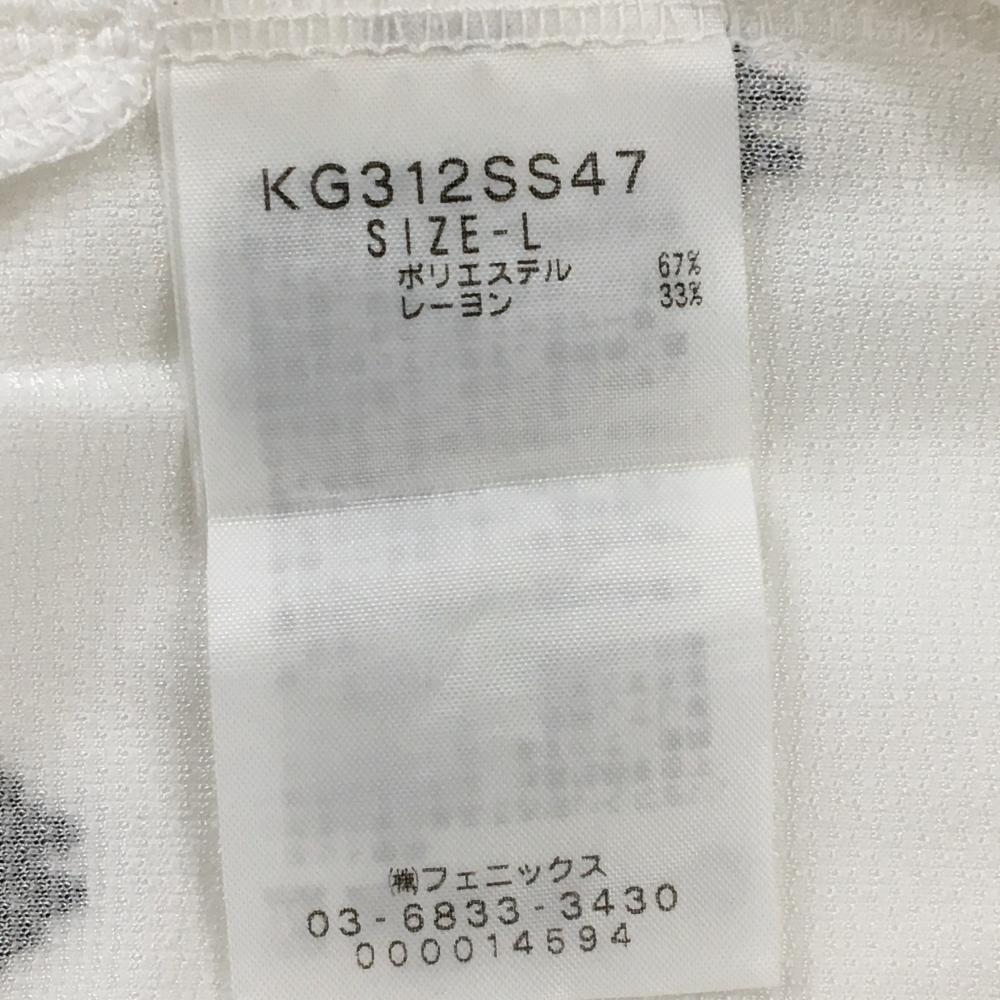 KG312SS47
SIZE-L
ポリエステル 67%
レーヨン 33%
㈱フェニックス
03-6833-3430
000014594